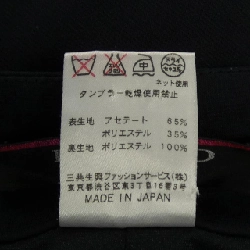 ネット使用
タンブラー乾燥使用禁止
表生地 アセテート 65%
ポリエステル 35%
裏生地 ポリエステル 100%
三共生興ファッションサービス(株)
MADE IN JAPAN